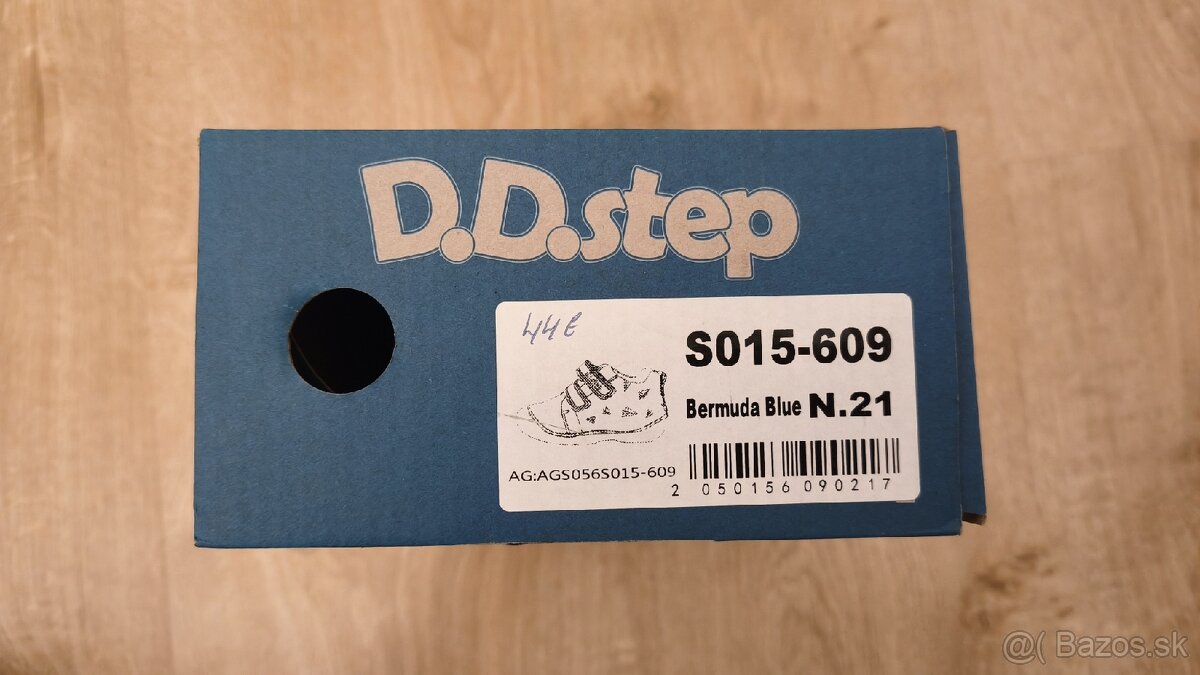 D.D.step
44€
S015-609
Bermuda Blue N.21
AG:AGS056S015-609
2 050156 090217
@( Bazos.sk